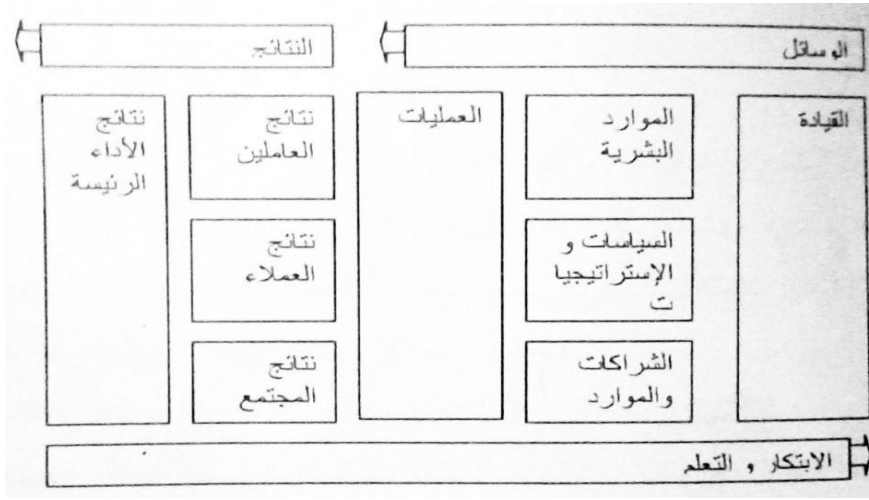 الوسائل
النتائج
القيادة
الموارد
البشرية
السياسات و
الإستراتيجيا
ت
الشراكات
والموارد
العمليات
نتائج
العاملين
نتائج
العملاء
نتائج
المجتمع
نتائج
الأداء
الرئيسة
الابتكار و التعلم